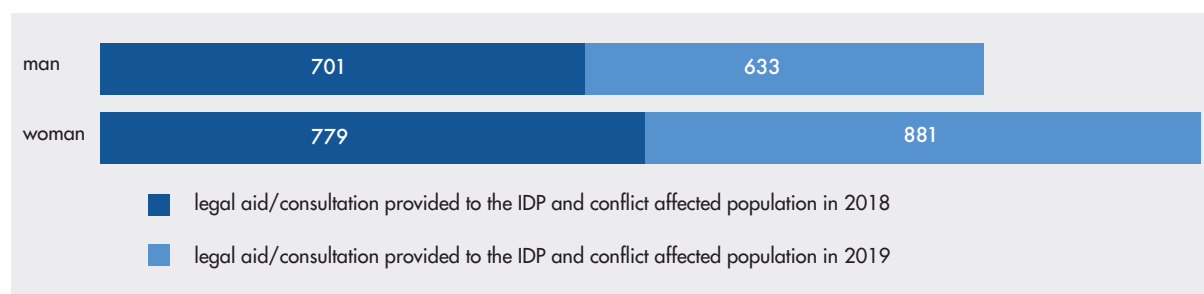 man 701 633
woman 779 881
legal aid/consultation provided to the IDP and conflict affected population in 2018
legal aid/consultation provided to the IDP and conflict affected population in 2019